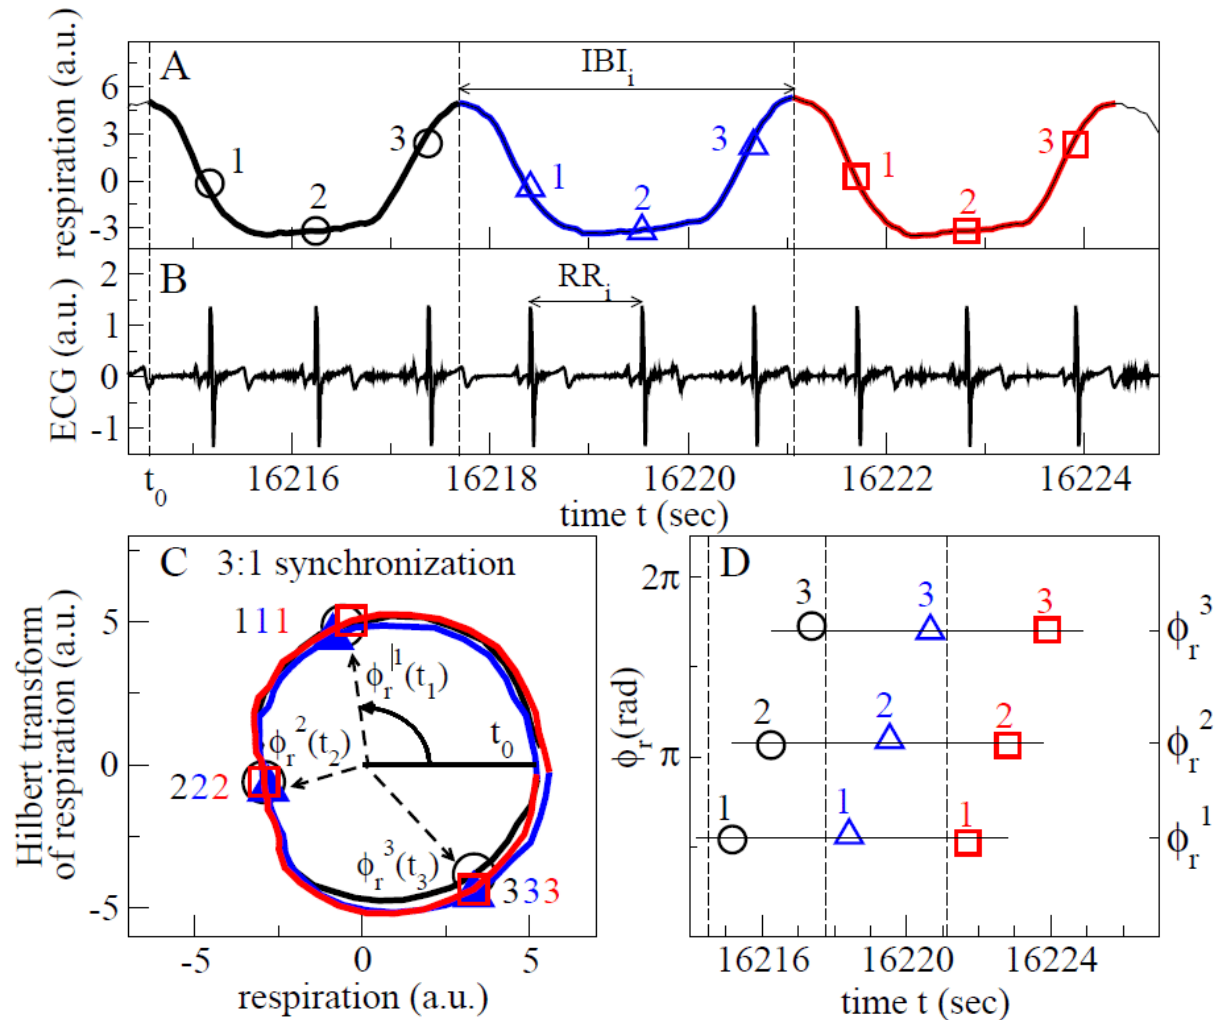 A
IBI_i
respiration (a.u.)
6
3
0
-3
1
2
3
1
2
3
1
2
3
B
RR_i
ECG (a.u.)
2
1
0
-1
t_0
16216
16218
16220
16222
16224
time t (sec)
C
3:1 synchronization
Hilbert transform
of respiration (a.u.)
5
0
-5
111
ϕ_r^1(t_1)
t_0
ϕ_r^2(t_2)
222
ϕ_r^3(t_3)
333
-5
0
5
respiration (a.u.)
D
ϕ_r(rad)
2π
π
3
3
3
ϕ_r^3
2
2
2
ϕ_r^2
1
1
1
ϕ_r^1
16216
16220
16224
time t (sec)